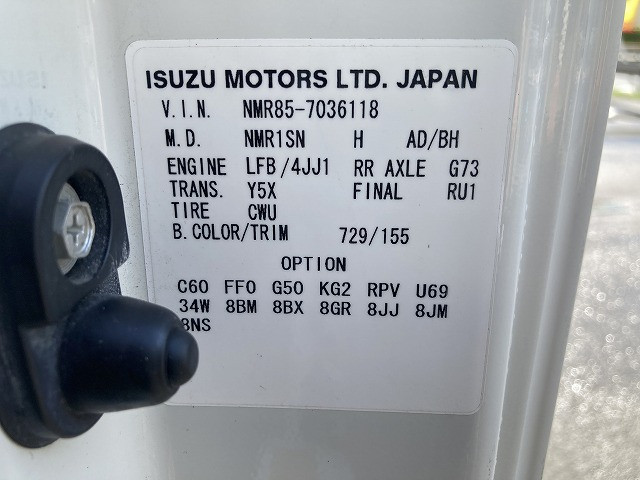 ISUZU MOTORS LTD. JAPAN
V.I.N. NMR85-7036118
M.D. NMR1SN H AD/BH
ENGINE LFB/4JJ1 RR AXLE G73
TRANS. Y5X FINAL RU1
TIRE CWU
B.COLOR/TRIM 729/155
OPTION
C60 FF0 G50 KG2 RPV U69
34W 8BM 8BX 8GR 8JJ 8JM
8NS